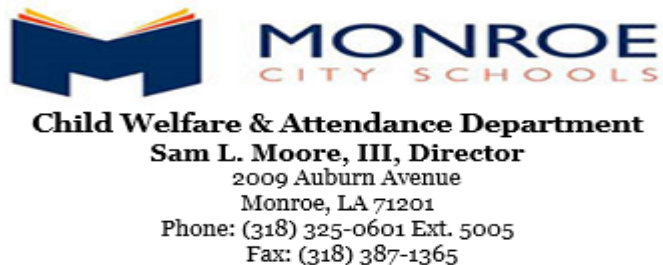 MONROE
CITY SCHOOLS
Child Welfare & Attendance Department
Sam L. Moore, III, Director
2009 Auburn Avenue
Monroe, LA 71201
Phone: (318) 325-0601 Ext. 5005
Fax: (318) 387-1365